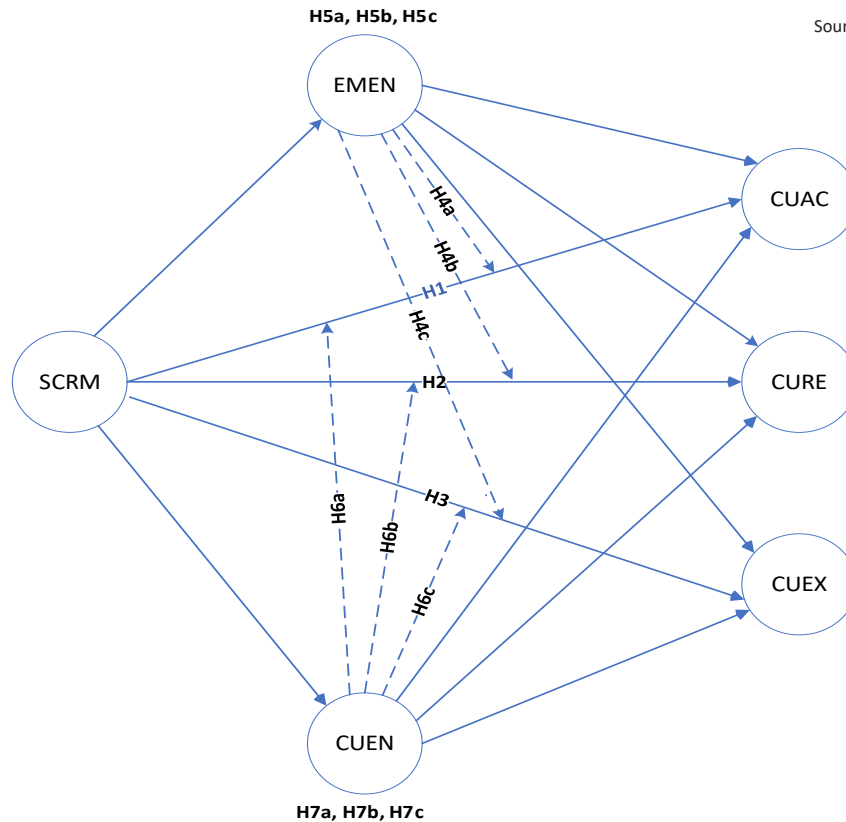 H5a, H5b, H5c
Sour
EMEN
CUAC
H4a
H4b
H1
H4c
SCRM
H2
CURE
H3
H6a
H6b
H6c
CUEX
CUEN
H7a, H7b, H7c